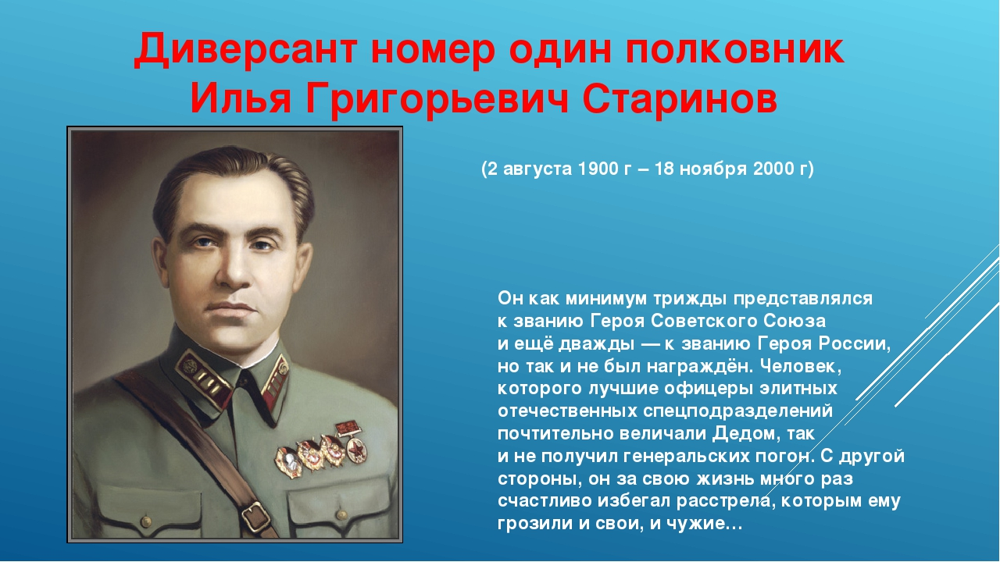 Диверсант номер один полковник
Илья Григорьевич Старинов
(2 августа 1900 г – 18 ноября 2000 г)
Он как минимум трижды представлялся
к званию Героя Советского Союза
и ещё дважды — к званию Героя России,
но так и не был награждён. Человек,
которого лучшие офицеры элитных
отечественных спецподразделений
почтительно величали Дедом, так
и не получил генеральских погон. С другой
стороны, он за свою жизнь много раз
счастливо избегал расстрела, которым ему
грозили и свои, и чужие…